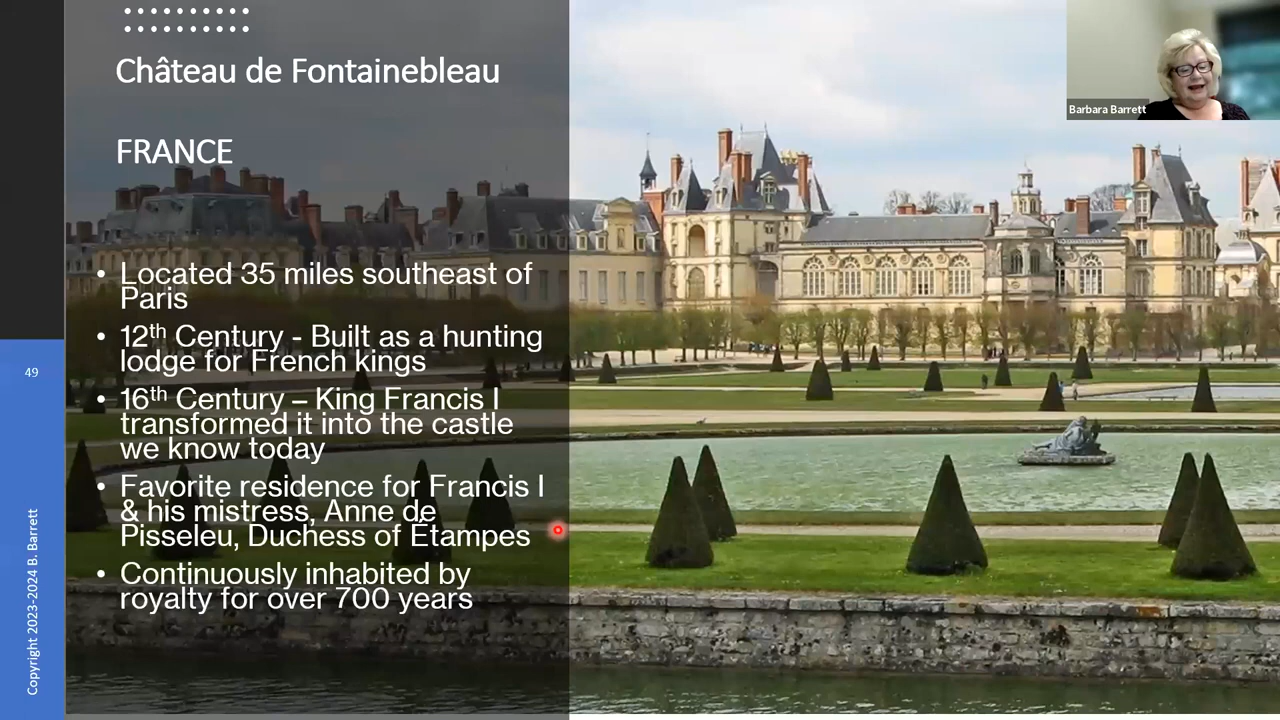 Château de Fontainebleau
FRANCE
• Located 35 miles southeast of
Paris
• 12th Century - Built as a hunting
lodge for French kings
• 16th Century – King Francis I
transformed it into the castle
we know today
• Favorite residence for Francis I
& his mistress, Anne de
Pisseleu, Duchess of Étampes
• Continuously inhabited by
royalty for over 700 years
49
Copyright 2023-2024 B. Barrett
Barbara Barrett